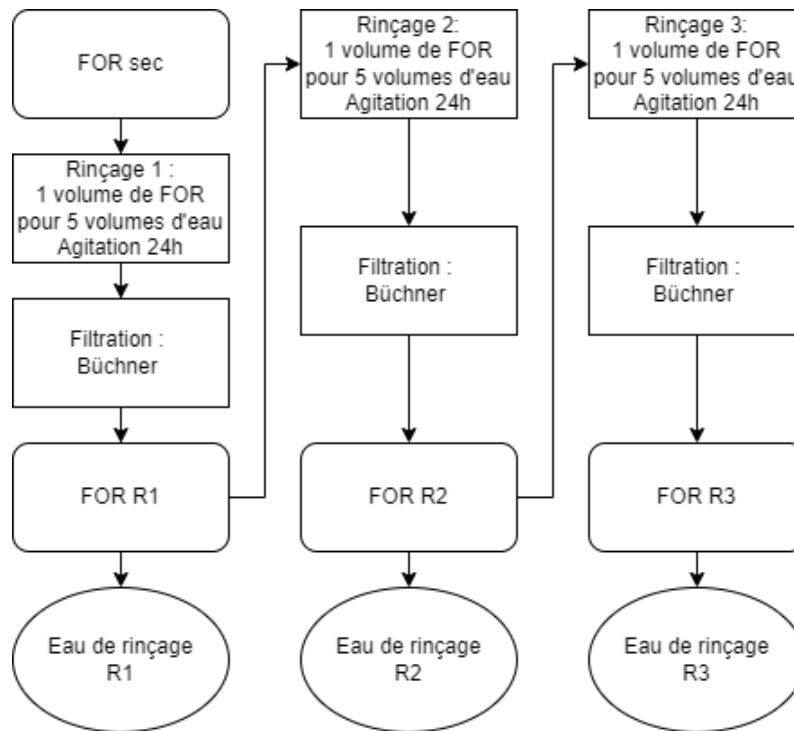 FOR sec
Rinçage 1 :
1 volume de FOR
pour 5 volumes d'eau
Agitation 24h
Filtration :
Büchner
FOR R1
Eau de rinçage
R1
Rinçage 2:
1 volume de FOR
pour 5 volumes d'eau
Agitation 24h
Filtration :
Büchner
FOR R2
Eau de rinçage
R2
Rinçage 3:
1 volume de FOR
pour 5 volumes d'eau
Agitation 24h
Filtration :
Büchner
FOR R3
Eau de rinçage
R3